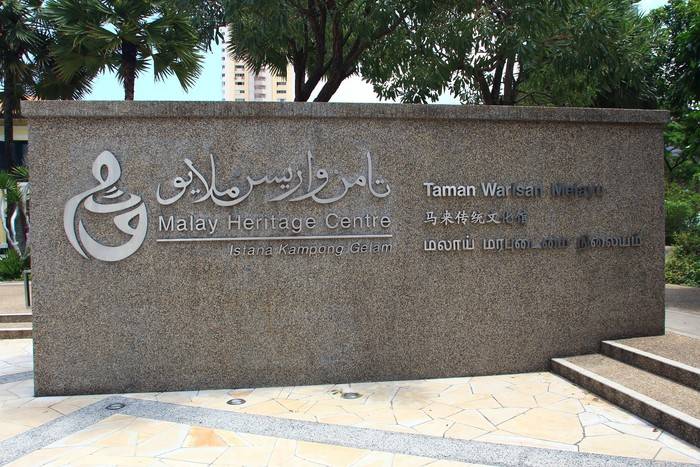 تامن واريسن ملايو
Malay Heritage Centre
Istana Kampong Gelam
Taman Warisan Melayu
马来传统文化馆
மலாய் மரபுடைமை நிலையம்